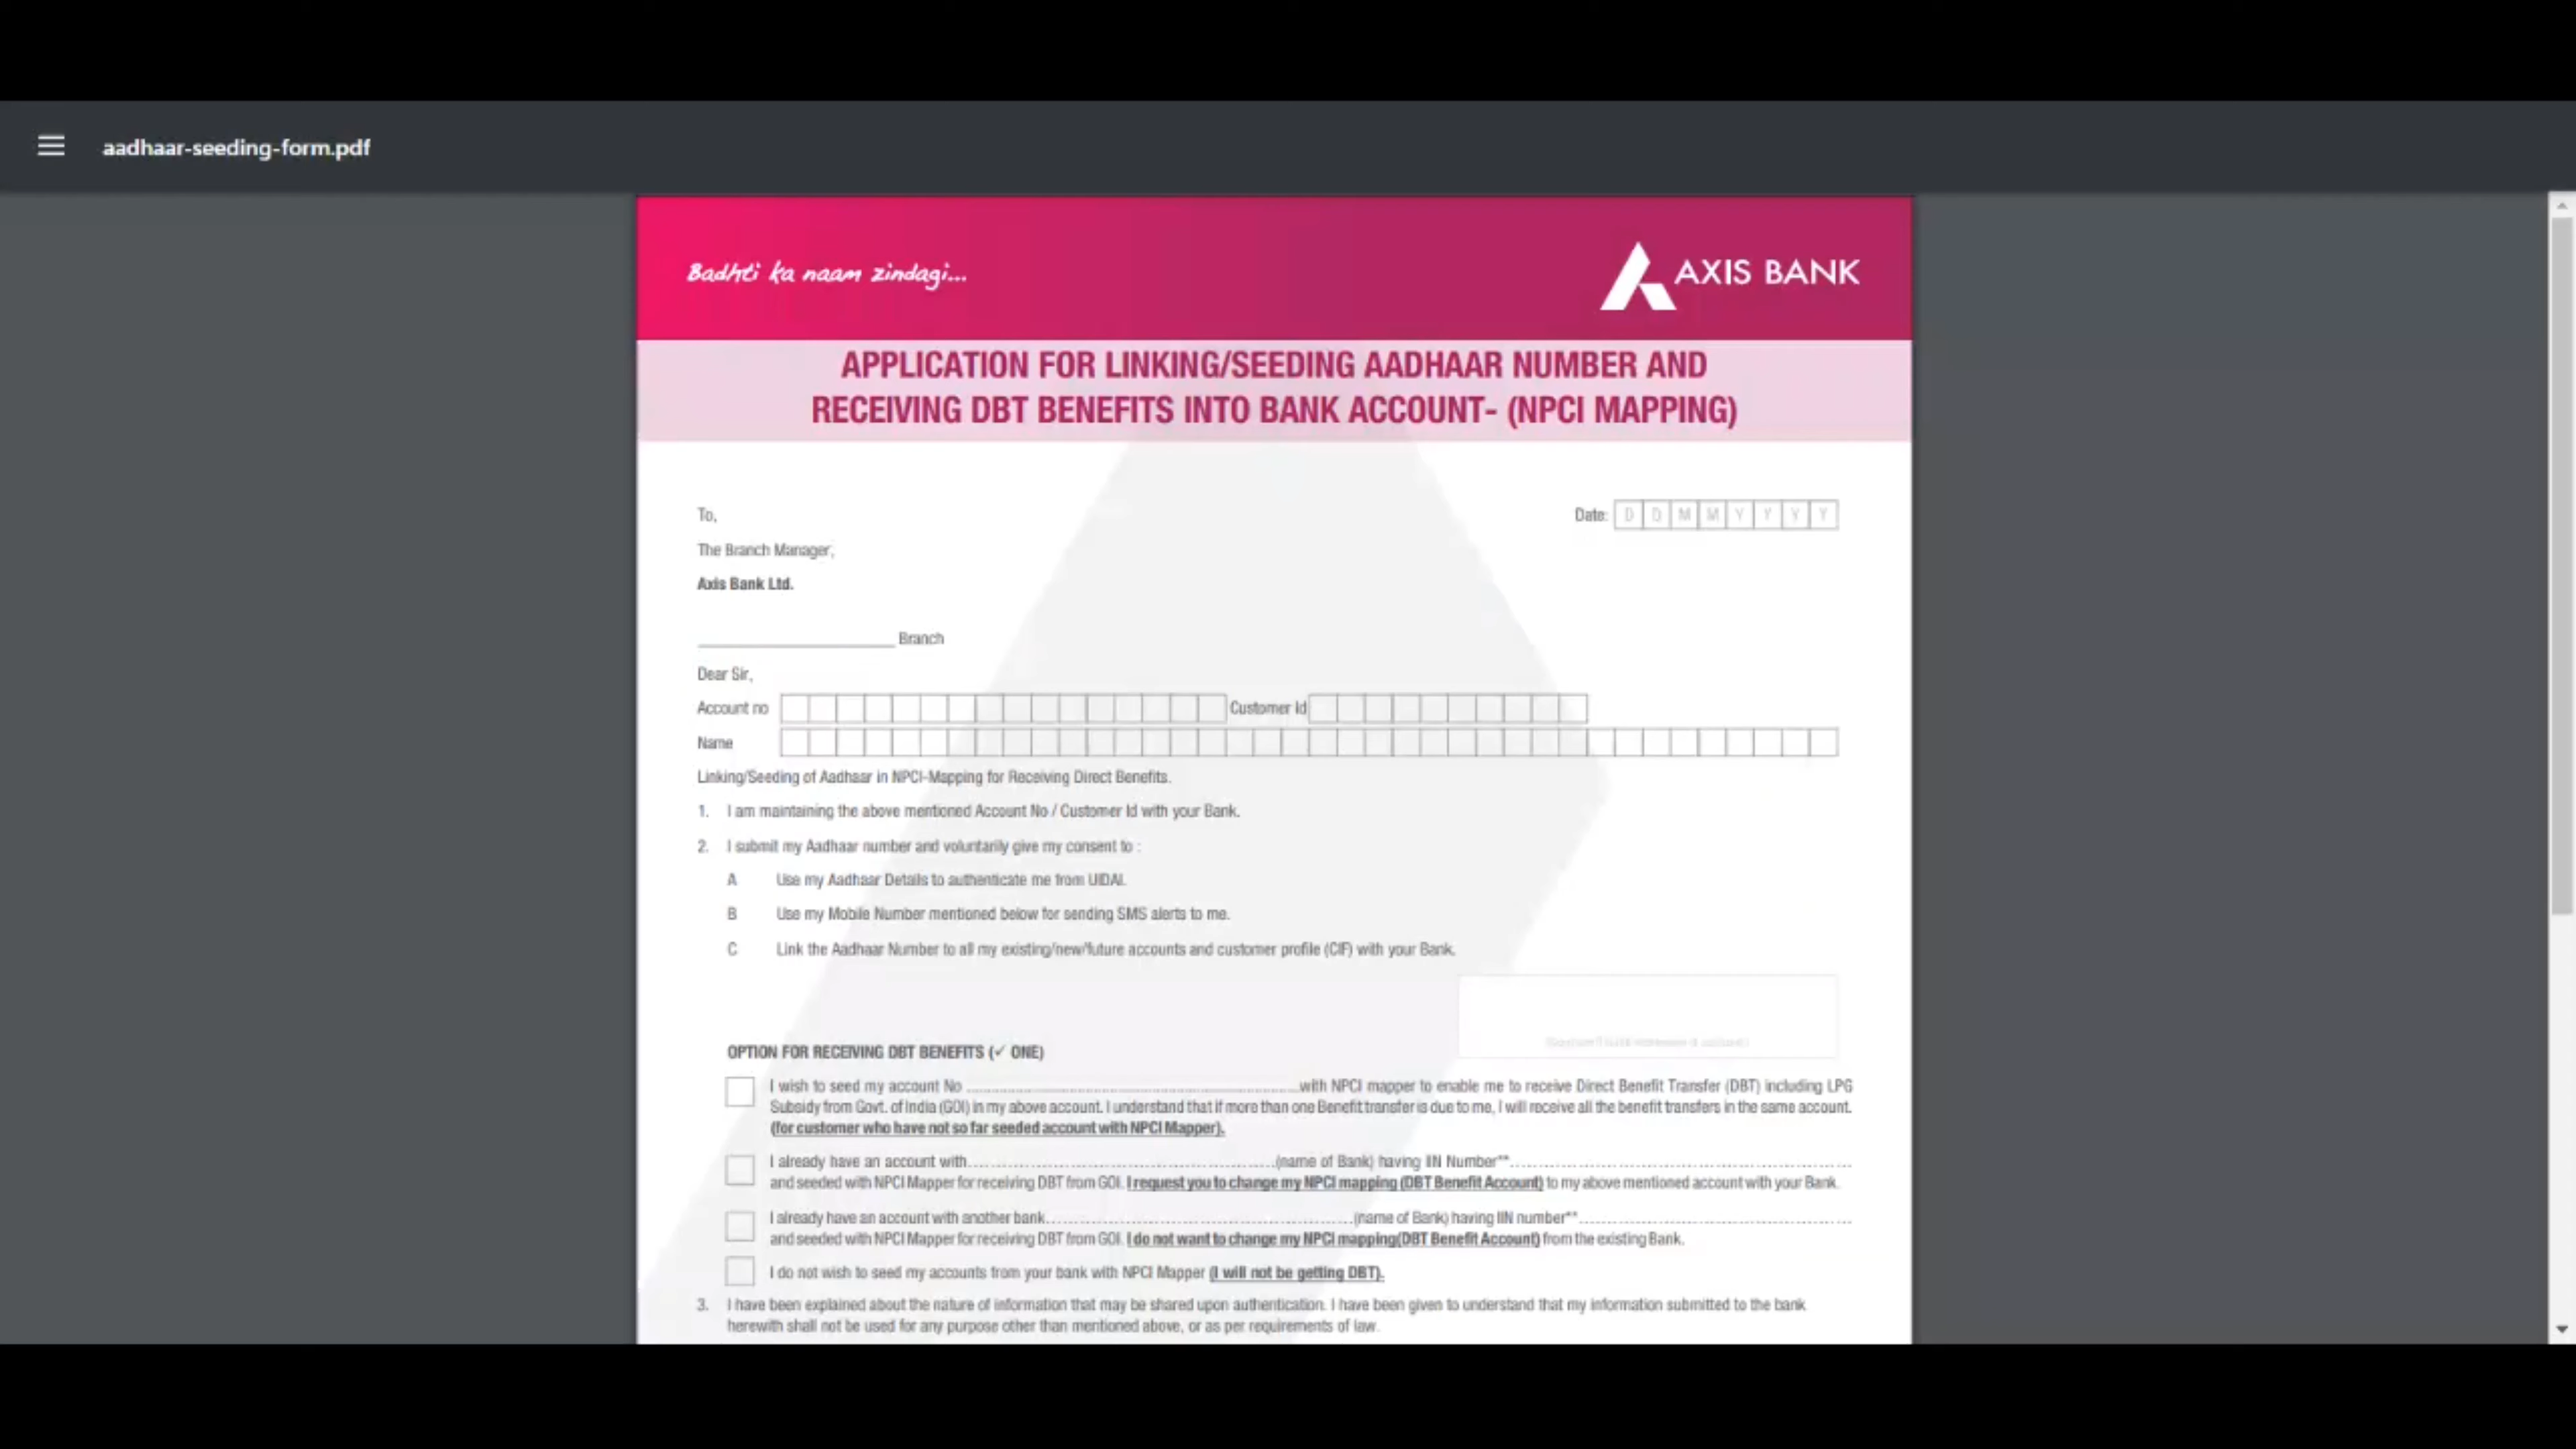 aadhaar-seeding-form.pdf
Badhti ka naam zindagi...
AXIS BANK
APPLICATION FOR LINKING/SEEDING AADHAAR NUMBER AND
RECEIVING DBT BENEFITS INTO BANK ACCOUNT- (NPCI MAPPING)
To,
Date: D D M M Y Y Y Y
The Branch Manager,
Axis Bank Ltd.
____________________ Branch
Dear Sir,
Account no Customer Id
Name
Linking/Seeding of Aadhaar in NPCI-Mapping for Receiving Direct Benefits.
1. I am maintaining the above mentioned Account No / Customer Id with your Bank.
2. I submit my Aadhaar number and voluntarily give my consent to :
A Use my Aadhaar Details to authenticate me from UIDAI.
B Use my Mobile Number mentioned below for sending SMS alerts to me.
C Link the Aadhaar Number to all my existing/new/future accounts and customer profile (CIF) with your Bank.
OPTION FOR RECEIVING DBT BENEFITS (✓ ONE)
I wish to seed my account No ........................................ with NPCI mapper to enable me to receive Direct Benefit Transfer (DBT) including LPG
Subsidy from Govt. of India (GOI) in my above account. I understand that if more than one Benefit transfer is due to me, I will receive all the benefit transfers in the same account.
(for customer who have not so far seeded account with NPCI Mapper).
I already have an account with........................................(name of Bank) having IIN Number**........................................
and seeded with NPCI Mapper for receiving DBT from GOI. I request you to change my NPCI mapping (DBT Benefit Account) to my above mentioned account with your Bank.
I already have an account with another bank........................................(name of Bank) having IIN number**........................................
and seeded with NPCI Mapper for receiving DBT from GOI. I do not want to change my NPCI mapping(DBT Benefit Account) from the existing Bank.
I do not wish to seed my accounts from your bank with NPCI Mapper (I will not be getting DBT).
3. I have been explained about the nature of information that may be shared upon authentication. I have been given to understand that my information submitted to the bank
herewith shall not be used for any purpose other than mentioned above, or as per requirements of law.